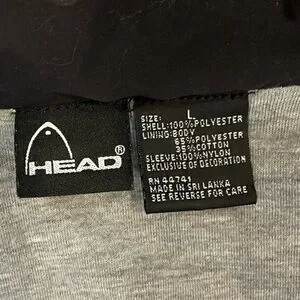 HEAD®
SIZE: L
SHELL:100%POLYESTER
LINING:BODY
65%POLYESTER
35%COTTON
SLEEVE:100%NYLON
EXCLUSIVE OF DECORATION
RN 44741
MADE IN SRI LANKA
SEE REVERSE FOR CARE